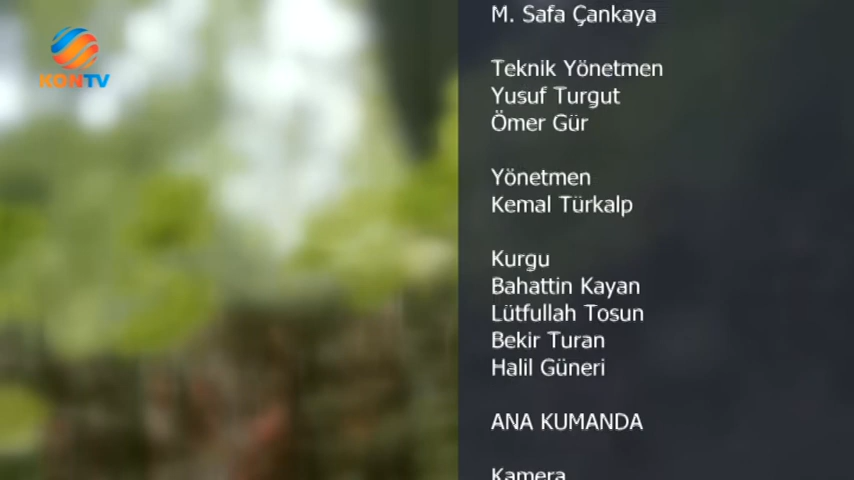 KONTV
M. Safa Çankaya
Teknik Yönetmen
Yusuf Turgut
Ömer Gür
Yönetmen
Kemal Türkalp
Kurgu
Bahattin Kayan
Lütfullah Tosun
Bekir Turan
Halil Güneri
ANA KUMANDA
Kamera